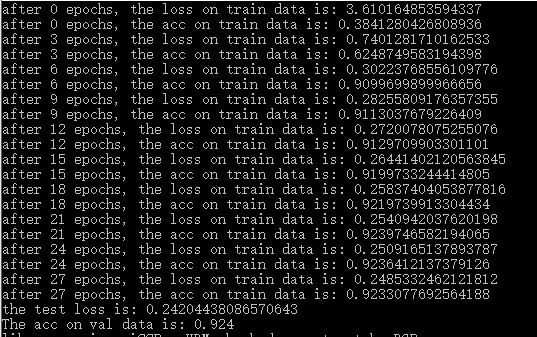 after 0 epochs, the loss on train data is: 3.610164853594337
after 0 epochs, the acc on train data is: 0.3841280426808936
after 3 epochs, the loss on train data is: 0.7401281710162533
after 3 epochs, the acc on train data is: 0.6248749583194398
after 6 epochs, the loss on train data is: 0.30223768556109776
after 6 epochs, the acc on train data is: 0.9099699899966656
after 9 epochs, the loss on train data is: 0.28255809176357355
after 9 epochs, the acc on train data is: 0.9113037679226409
after 12 epochs, the loss on train data is: 0.2720078075255076
after 12 epochs, the acc on train data is: 0.9129709903301101
after 15 epochs, the loss on train data is: 0.26441402120563845
after 15 epochs, the acc on train data is: 0.9199733244414805
after 18 epochs, the loss on train data is: 0.25837404053877816
after 18 epochs, the acc on train data is: 0.9219739913304434
after 21 epochs, the loss on train data is: 0.2540942037620198
after 21 epochs, the acc on train data is: 0.9239746582194065
after 24 epochs, the loss on train data is: 0.2509165137893787
after 24 epochs, the acc on train data is: 0.9236412137379126
after 27 epochs, the loss on train data is: 0.2485332462121812
after 27 epochs, the acc on train data is: 0.9233077692564188
the test loss is: 0.24204438086570643
The acc on val data is: 0.924